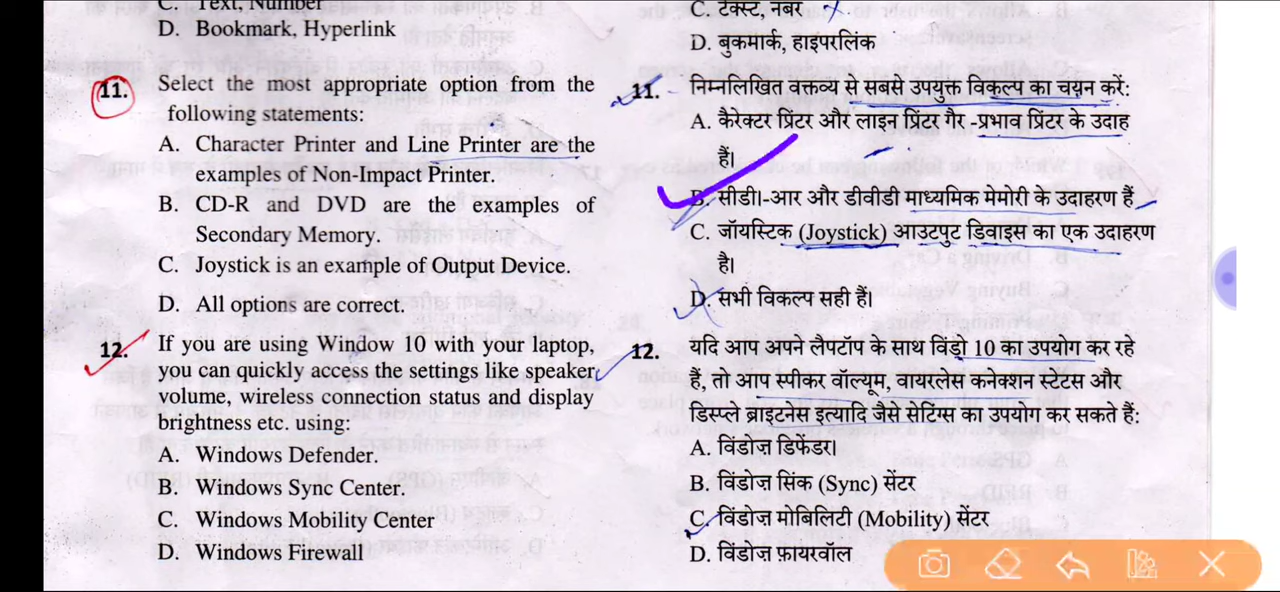 C. Text, Number
D. Bookmark, Hyperlink
11. Select the most appropriate option from the
following statements:
A. Character Printer and Line Printer are the
examples of Non-Impact Printer.
B. CD-R and DVD are the examples of
Secondary Memory.
C. Joystick is an example of Output Device.
D. All options are correct.
12. If you are using Window 10 with your laptop,
you can quickly access the settings like speaker
volume, wireless connection status and display
brightness etc. using:
A. Windows Defender.
B. Windows Sync Center.
C. Windows Mobility Center
D. Windows Firewall
C. टेक्स्ट, नंबर
D. बुकमार्क, हाइपरलिंक
11. निम्नलिखित वक्तव्य से सबसे उपयुक्त विकल्प का चयन करें:
A. कैरेक्टर प्रिंटर और लाइन प्रिंटर गैर -प्रभाव प्रिंटर के उदाह
हैं।
B. सीडी।-आर और डीवीडी माध्यमिक मेमोरी के उदाहरण हैं
C. जॉयस्टिक (Joystick) आउटपुट डिवाइस का एक उदाहरण
है।
D. सभी विकल्प सही हैं।
12. यदि आप अपने लैपटॉप के साथ विंडो 10 का उपयोग कर रहे
हैं, तो आप स्पीकर वॉल्यूम, वायरलेस कनेक्शन स्टेटस और
डिस्प्ले ब्राइटनेस इत्यादि जैसे सेटिंग्स का उपयोग कर सकते हैं:
A. विंडोज डिफेंडर।
B. विंडोज सिंक (Sync) सेंटर
C. विंडोज मोबिलिटी (Mobility) सेंटर
D. विंडोज फ़ायरवॉल